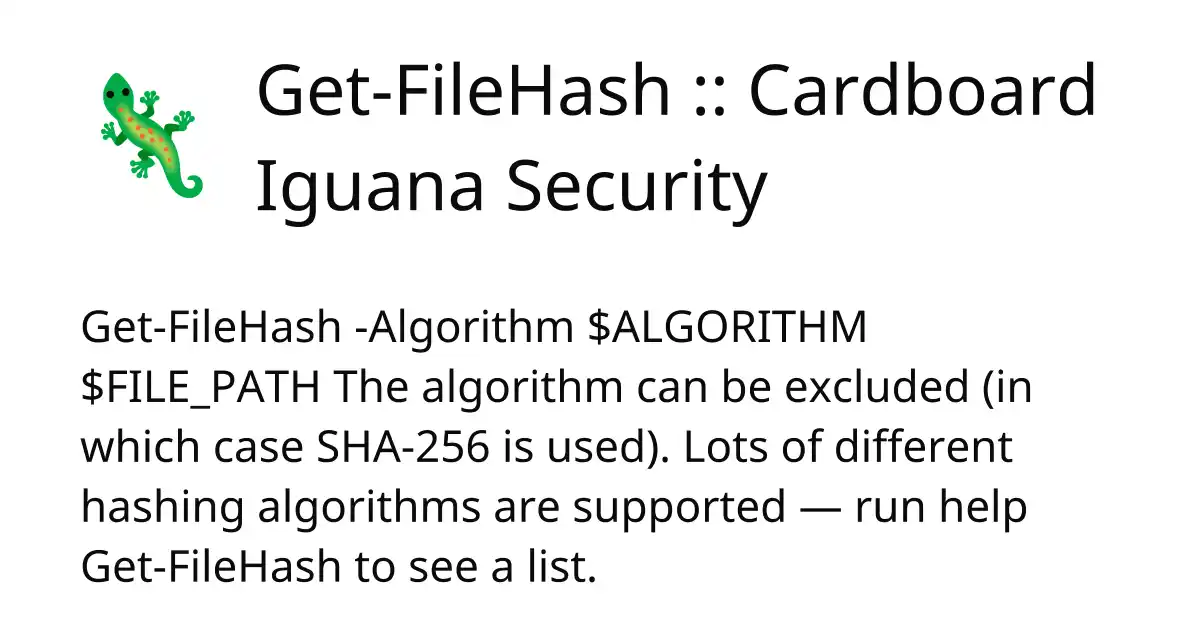 Get-FileHash :: Cardboard
Iguana Security
Get-FileHash -Algorithm $ALGORITHM
$FILE_PATH The algorithm can be excluded (in
which case SHA-256 is used). Lots of different
hashing algorithms are supported — run help
Get-FileHash to see a list.